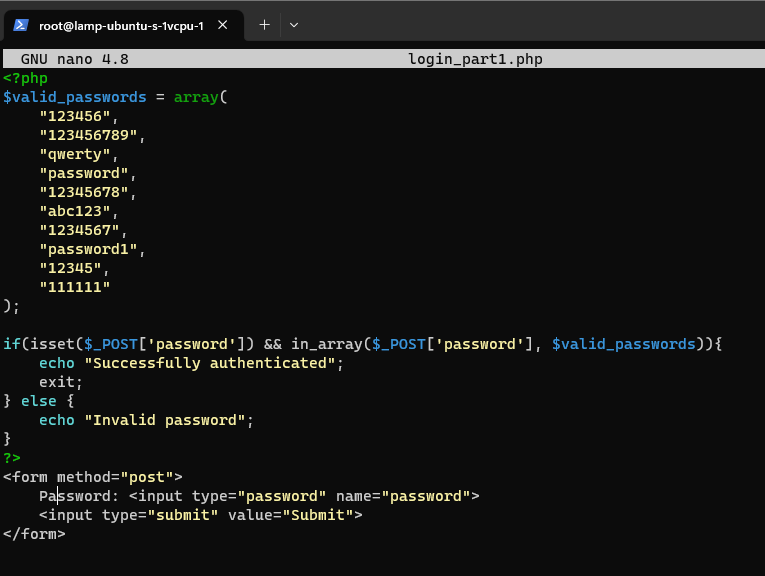 root@lamp-ubuntu-s-1vcpu-1
GNU nano 4.8 login_part1.php
<?php
$valid_passwords = array(
    "123456",
    "123456789",
    "qwerty",
    "password",
    "12345678",
    "abc123",
    "1234567",
    "password1",
    "12345",
    "111111"
);

if(isset($_POST['password']) && in_array($_POST['password'], $valid_passwords)){
    echo "Successfully authenticated";
    exit;
} else {
    echo "Invalid password";
}
?>
<form method="post">
    Password: <input type="password" name="password">
    <input type="submit" value="Submit">
</form>